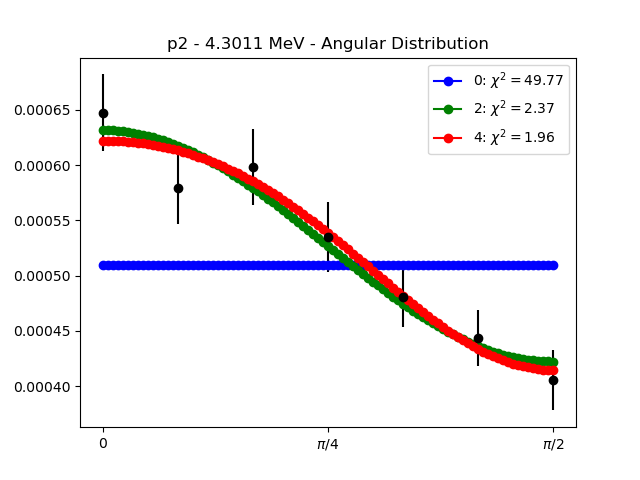 p2 - 4.3011 MeV - Angular Distribution
0: χ² = 49.77
2: χ² = 2.37
4: χ² = 1.96
0.00065
0.00060
0.00055
0.00050
0.00045
0.00040
0
π/4
π/2